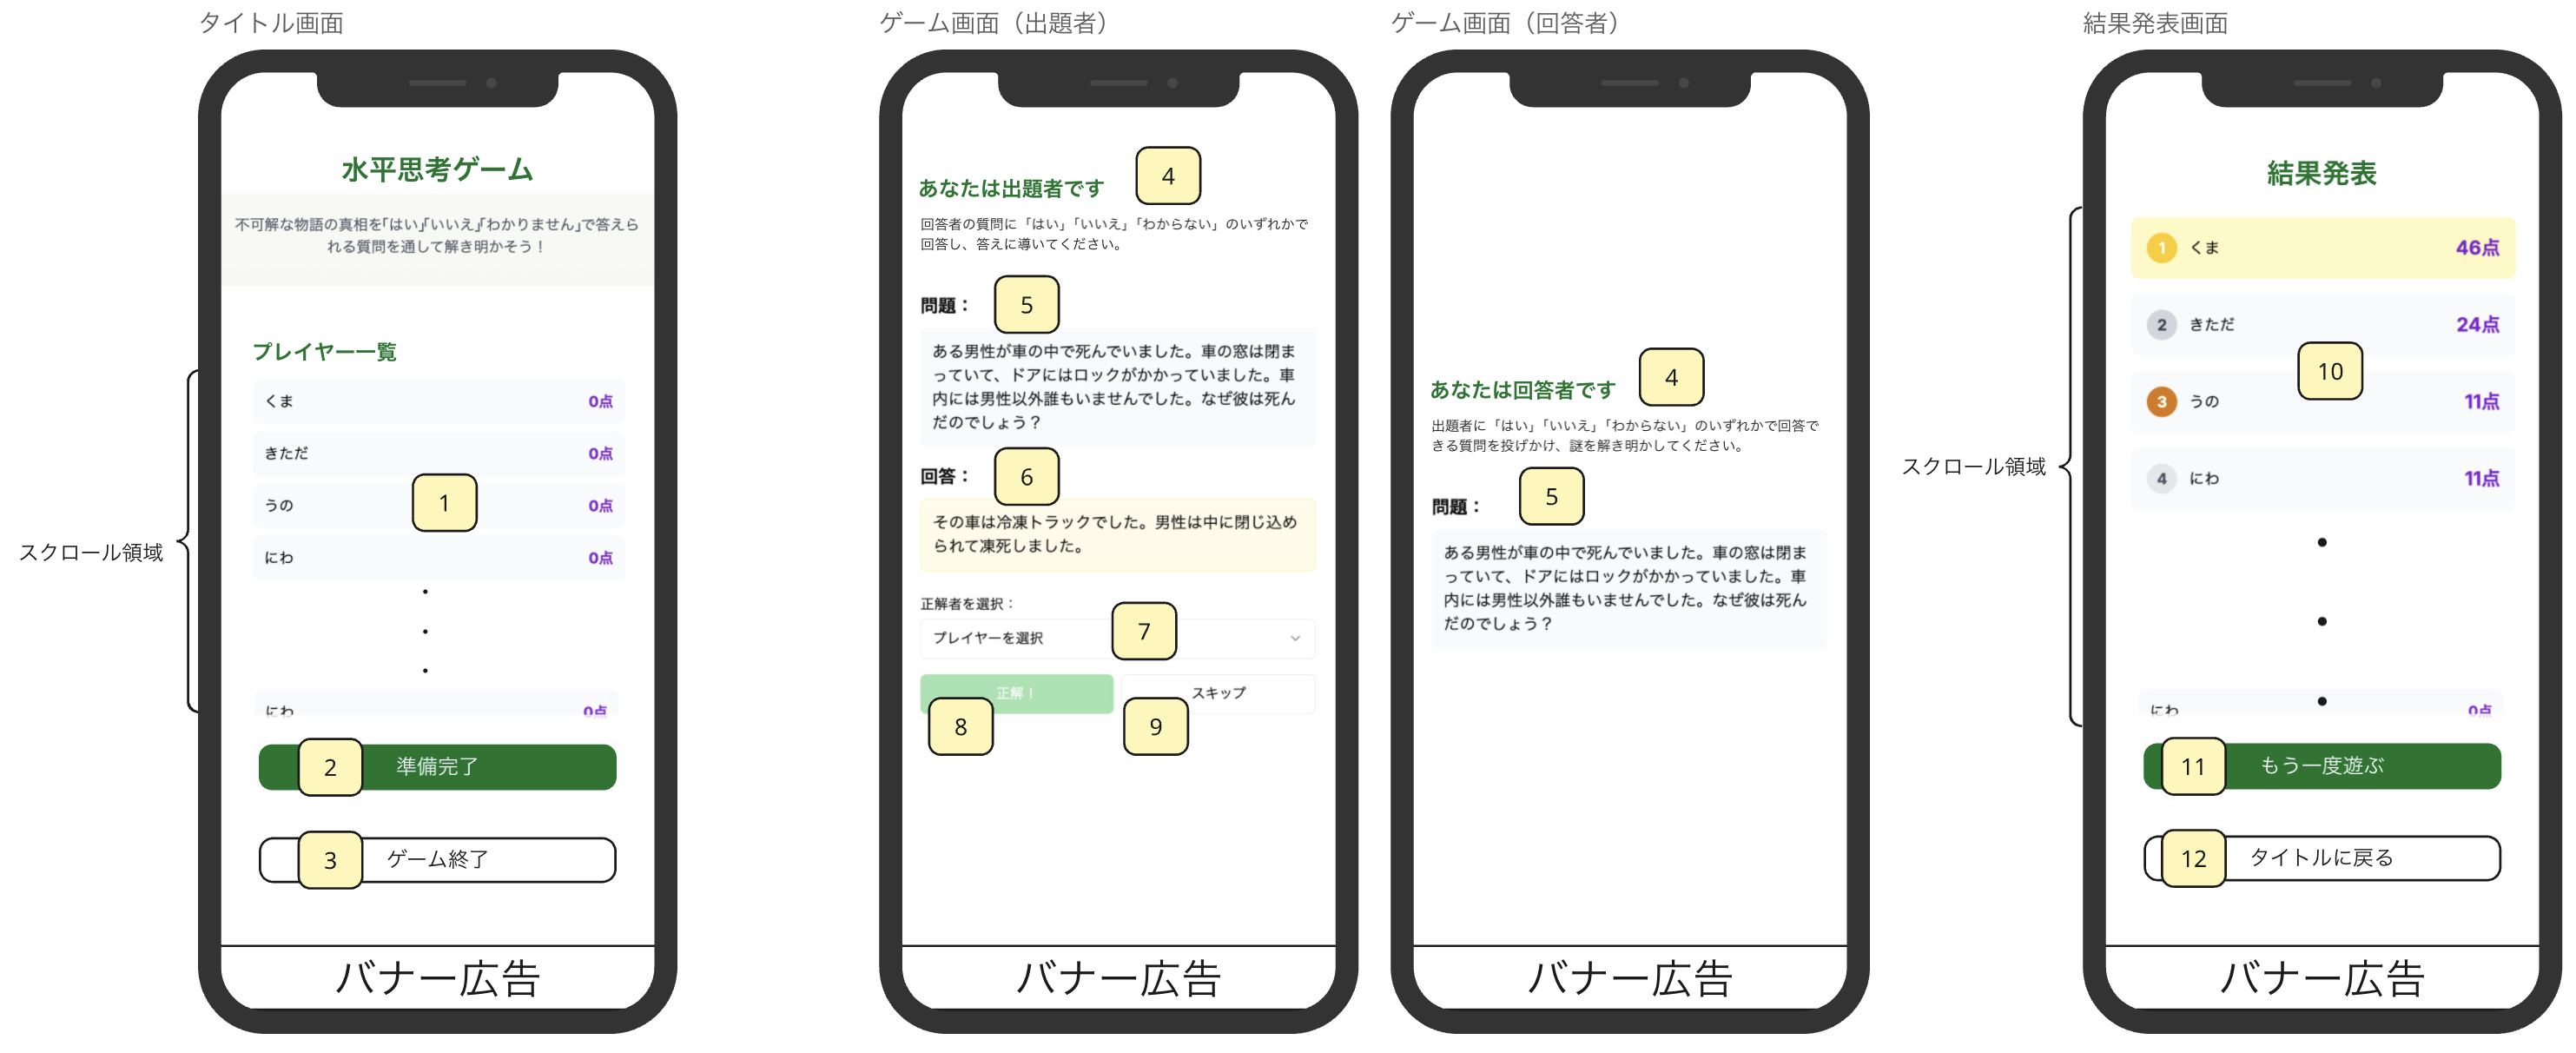 タイトル画面
水平思考ゲーム
不可解な物語の真相を「はい」「いいえ」「わかりません」で答えら
れる質問を通して解き明かそう！
プレイヤー一覧
くま 0点
きただ 0点
1
うの 0点
にわ 0点
にわ 0点
スクロール領域
2 準備完了
3 ゲーム終了
バナー広告
ゲーム画面（出題者）
4
あなたは出題者です
回答者の質問に「はい」「いいえ」「わからない」のいずれかで
回答し、答えに導いてください。
問題： 5
ある男性が車の中で死んでいました。車の窓は閉ま
っていて、ドアにはロックがかかっていました。車
内には男性以外誰もいませんでした。なぜ彼は死ん
だのでしょう？
回答： 6
その車は冷凍トラックでした。男性は中に閉じ込め
られて凍死しました。
正解者を選択：
プレイヤーを選択 7
正解！ スキップ
8 9
バナー広告
ゲーム画面（回答者）
4
あなたは回答者です
出題者に「はい」「いいえ」「わからない」のいずれかで回答で
きる質問を投げかけ、謎を解き明かしてください。
問題： 5
ある男性が車の中で死んでいました。車の窓は閉ま
っていて、ドアにはロックがかかっていました。車
内には男性以外誰もいませんでした。なぜ彼は死ん
だのでしょう？
バナー広告
結果発表画面
結果発表
1 くま 46点
2 きただ 24点
10
3 うの 11点
4 にわ 11点
にわ 0点
スクロール領域
11 もう一度遊ぶ
12 タイトルに戻る
バナー広告